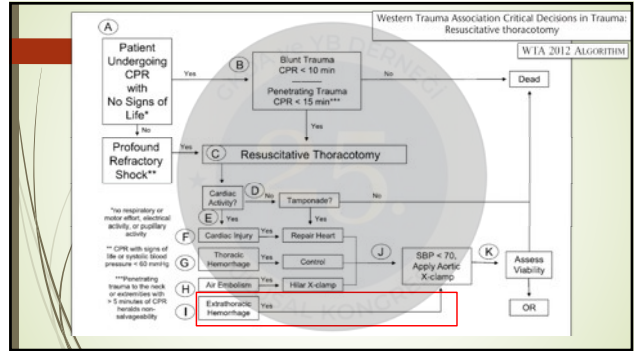 Western Trauma Association Critical Decisions in Trauma:
Resuscitative thoracotomy
WTA 2012 ALGORITHM
A
Patient
Undergoing
CPR
with
No Signs of
Life*
Yes
B
Blunt Trauma
CPR < 10 min
Penetrating Trauma
CPR < 15 min***
No
Dead
No
Yes
Profound
Refractory
Shock**
Yes
C
Resuscitative Thoracotomy
Cardiac
Activity?
D
No
Tamponade?
No
E
Yes
Yes
*no respiratory or
motor effort, electrical
activity, or pupillary
activity
** CPR with signs of
life or systolic blood
pressure < 60 mmHg
***Penetrating
trauma to the neck
or extremities with
> 5 minutes of CPR
heralds non-
salvageability
F
Cardiac Injury
Yes
Repair Heart
G
Thoracic
Hemorrhage
Yes
Control
H
Air Embolism
Yes
Hilar X-clamp
I
Extrathoracic
Hemorrhage
Yes
J
SBP < 70,
Apply Aortic
X-clamp
K
Yes
Assess
Viability
OR
25.